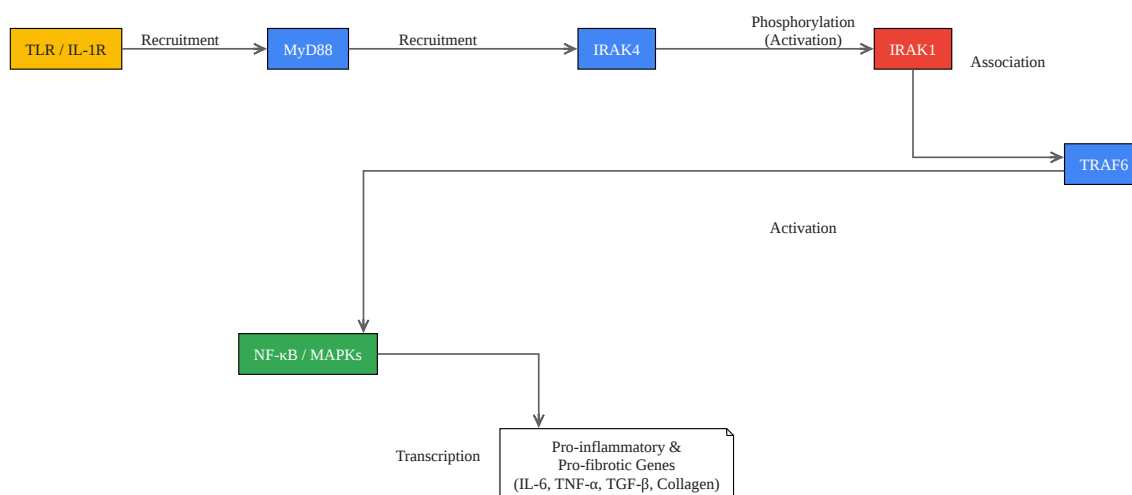 Phosphorylation
(Activation)
TLR / IL-1R
Recruitment
MyD88
Recruitment
IRAK4
IRAK1
Association
TRAF6
Activation
NF-κB / MAPKs
Transcription
Pro-inflammatory &
Pro-fibrotic Genes
(IL-6, TNF-α, TGF-β, Collagen)